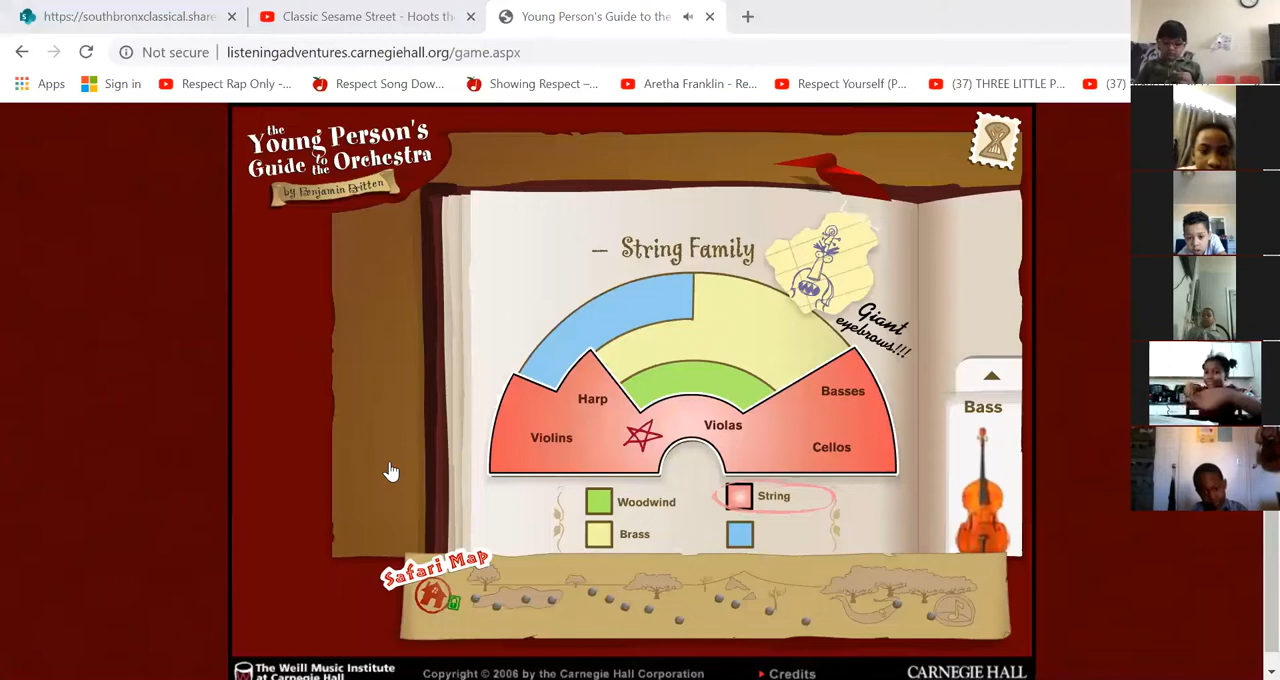 https://southbronxclassical.share
Classic Sesame Street - Hoots th
Young Person's Guide to the
Not secure
listeningadventures.carnegiehall.org/game.aspx
Apps
Sign in
Respect Rap Only -...
Respect Song Dow...
Showing Respect –...
Aretha Franklin - Re...
Respect Yourself (P...
(37) THREE LITTLE P...
(37)
the
Young Person's
Guide to the Orchestra
by Benjamin Britten
— String Family
Giant
eyebrows!!!
Harp
Basses
Violins
Violas
Cellos
Bass
Woodwind
String
Brass
Safari Map
The Weill Music Institute
at Carnegie Hall
Copyright © 2006 by the Carnegie Hall Corporation
Credits
CARNEGIE HALL